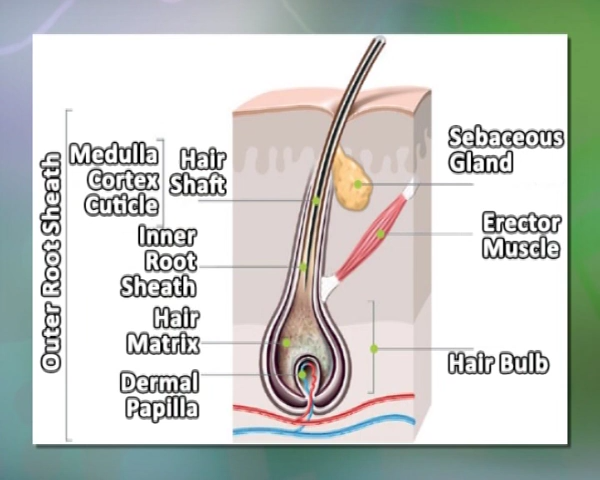 Outer Root Sheath
Medulla
Cortex
Cuticle
Hair
Shaft
Inner
Root
Sheath
Hair
Matrix
Dermal
Papilla
Sebaceous
Gland
Erector
Muscle
Hair Bulb